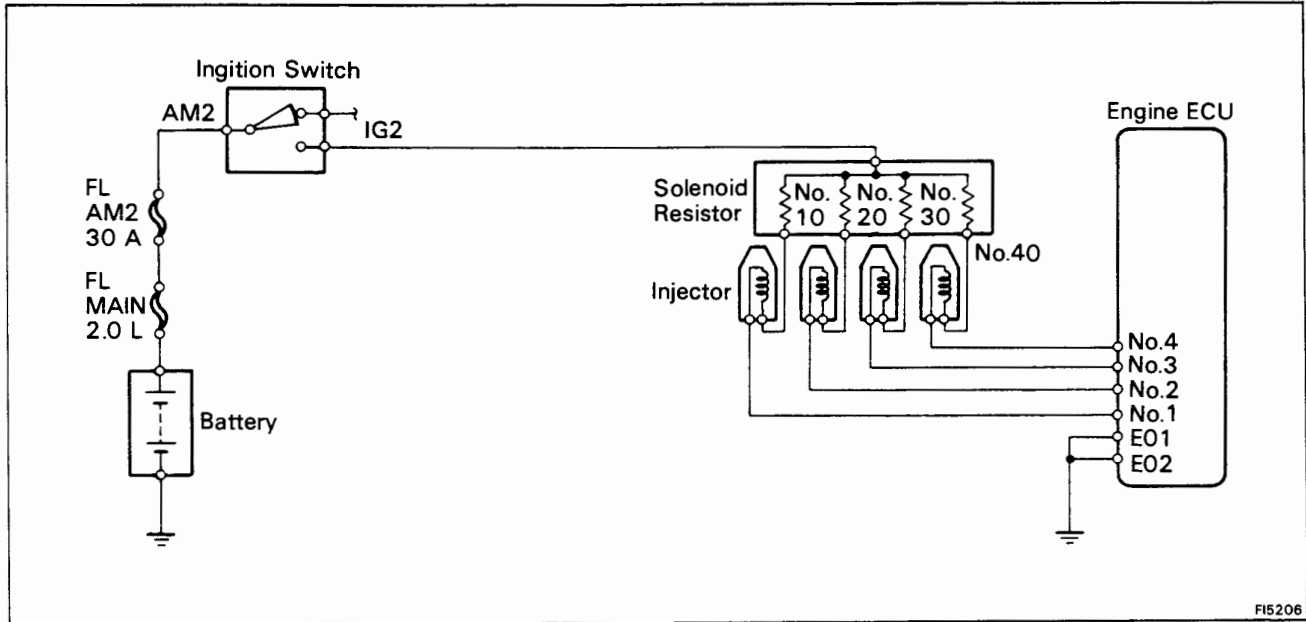 Ingition Switch
AM2
IG2
FL
AM2
30 A
FL
MAIN
2.0 L
Battery
Solenoid
Resistor
No.
10
No.
20
No.
30
No.40
Injector
Engine ECU
No.4
No.3
No.2
No.1
E01
E02
FI5206